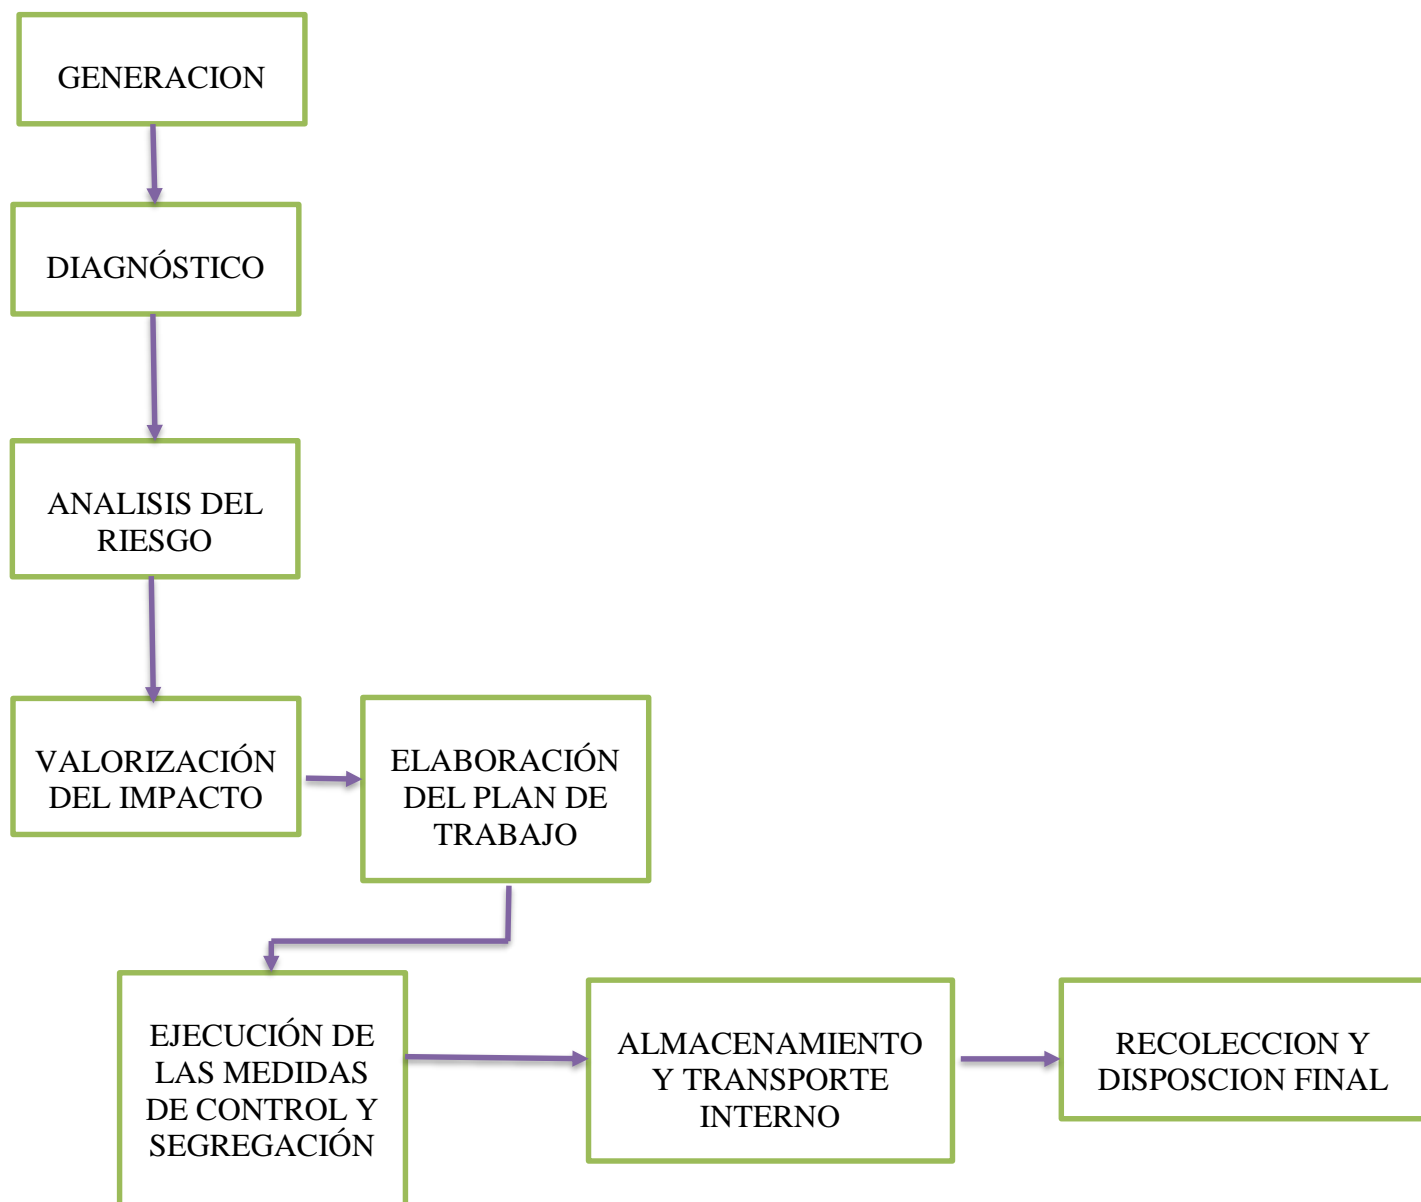 GENERACION
DIAGNÓSTICO
ANALISIS DEL
RIESGO
VALORIZACIÓN
DEL IMPACTO
ELABORACIÓN
DEL PLAN DE
TRABAJO
EJECUCIÓN DE
LAS MEDIDAS
DE CONTROL Y
SEGREGACIÓN
ALMACENAMIENTO
Y TRANSPORTE
INTERNO
RECOLECCION Y
DISPOSCION FINAL